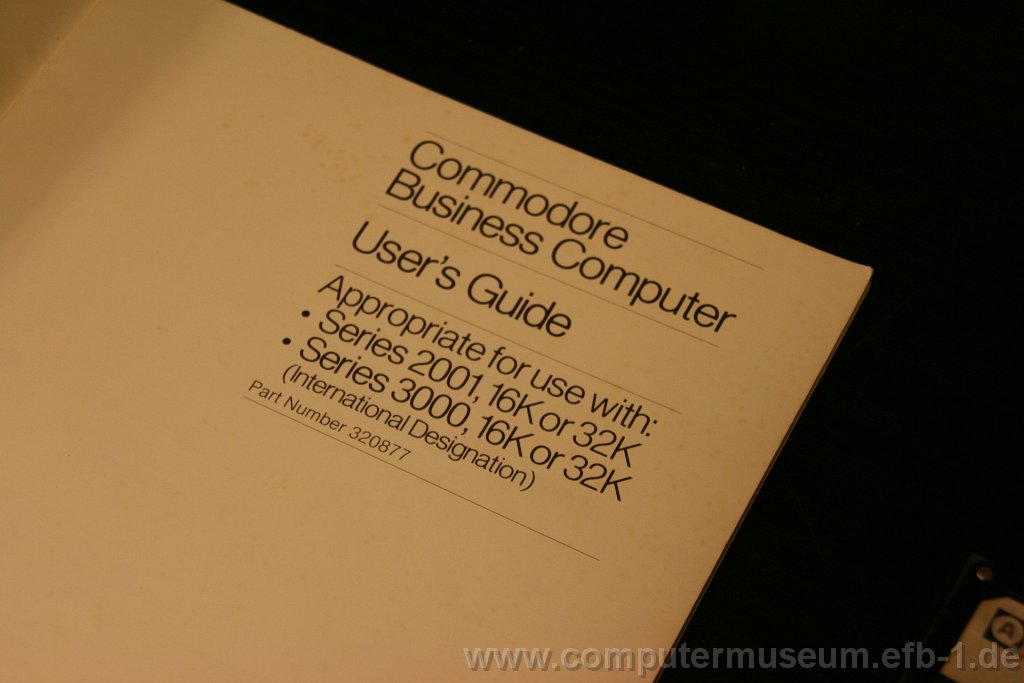 Commodore
Business Computer
User's Guide
Appropriate for use with:
• Series 2001, 16K or 32K
• Series 3000, 16K or 32K
(International Designation)
Part Number 320877
A
www.computermuseum.efb-1.de